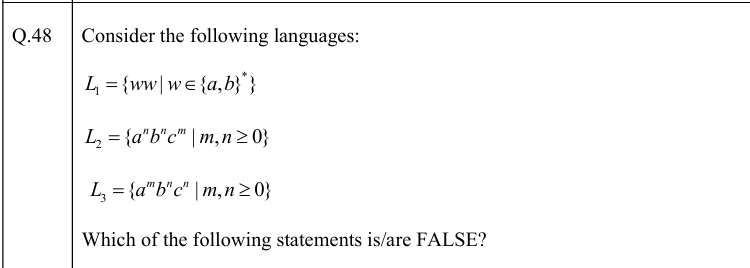 Q.48 Consider the following languages:
L₁ = {ww | w ∈ {a,b}*}
L₂ = {aⁿbⁿcᵐ | m,n ≥ 0}
L₃ = {aᵐbⁿcⁿ | m,n ≥ 0}
Which of the following statements is/are FALSE?